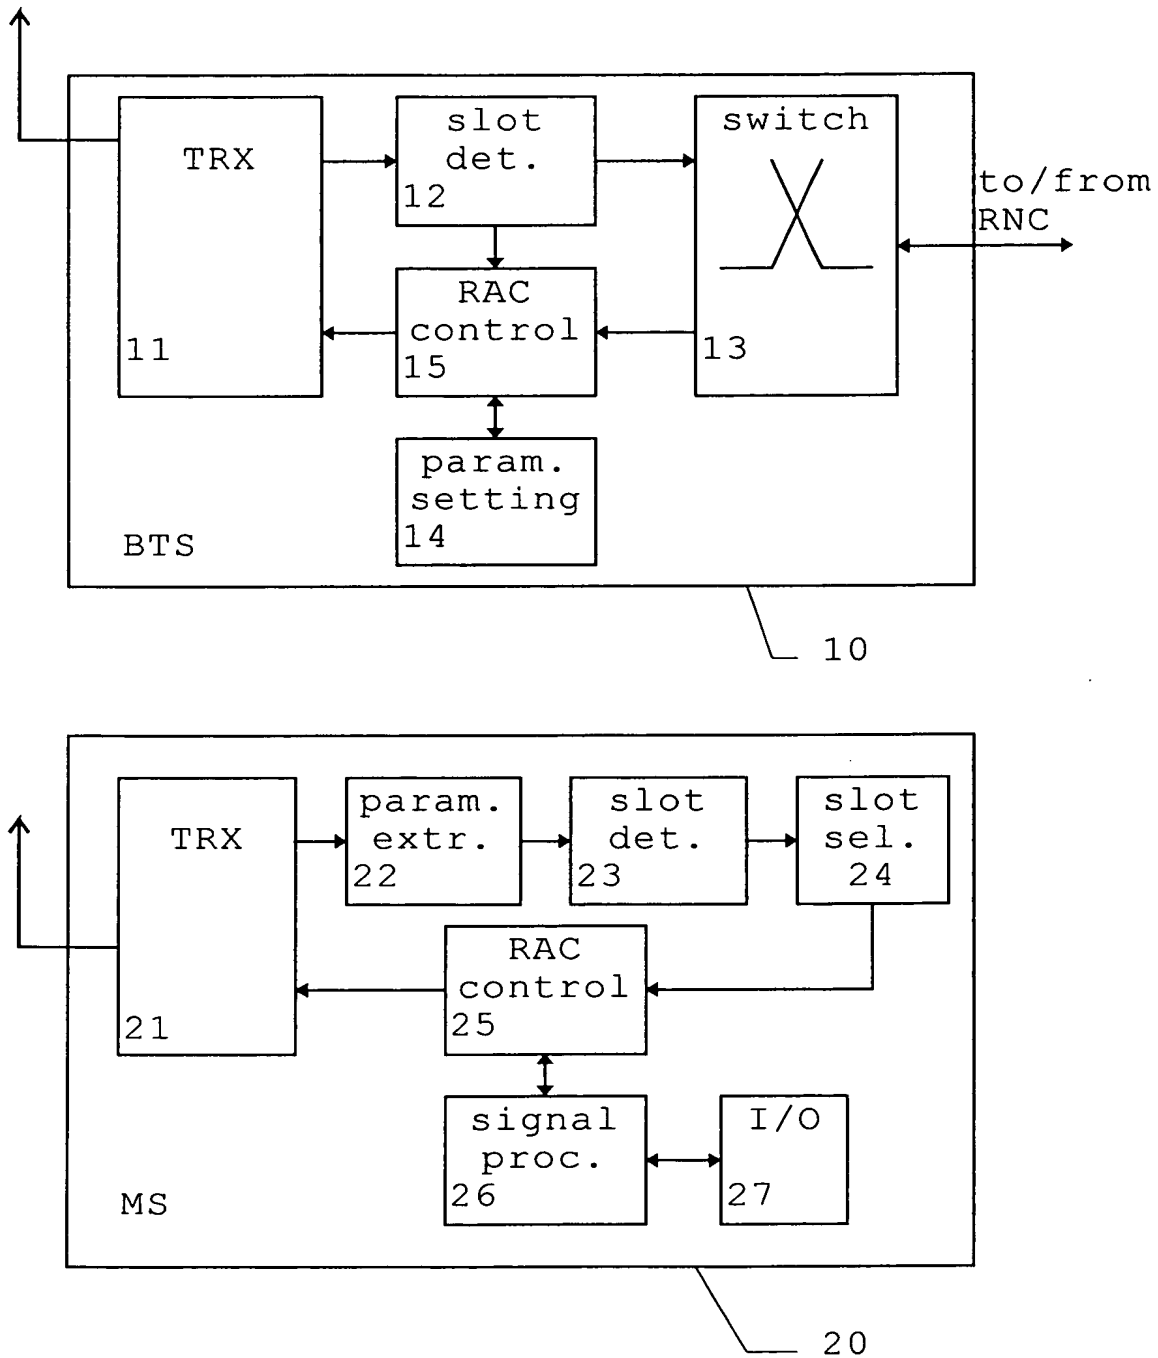 TRX
11
slot
det.
12
switch
13
to/from
RNC
RAC
control
15
param.
setting
14
BTS
10
TRX
21
param.
extr.
22
slot
det.
23
slot
sel.
24
RAC
control
25
signal
proc.
26
I/O
27
MS
20